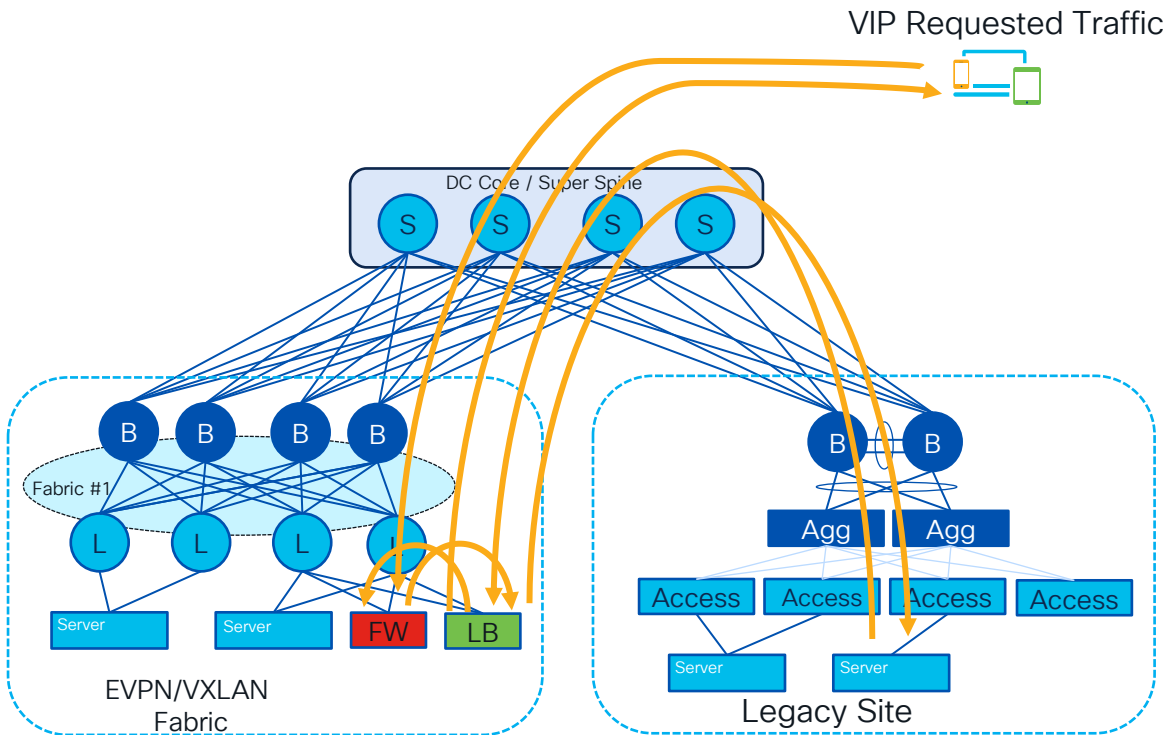 VIP Requested Traffic
DC Core / Super Spine
S S S S
B B B B
B B
Fabric #1
L L L L
Agg Agg
Access Access Access Access
Server Server FW LB
Server Server
EVPN/VXLAN
Fabric
Legacy Site